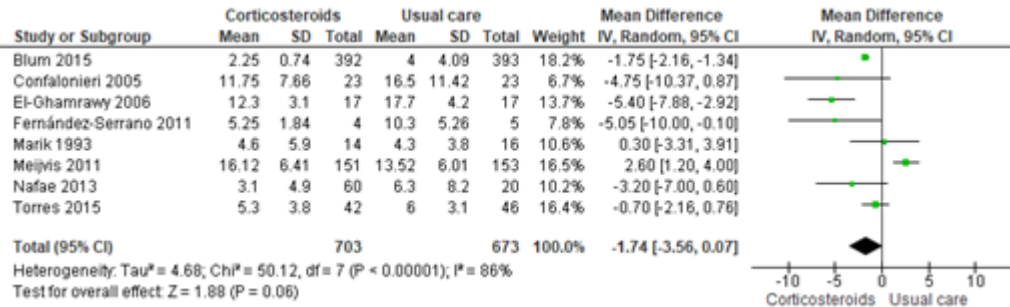 Corticosteroids Usual care Mean Difference Mean Difference
Study or Subgroup Mean SD Total Mean SD Total Weight IV, Random, 95% CI IV, Random, 95% CI
Blum 2015 2.25 0.74 392 4 4.09 393 18.2% -1.75 [-2.16, -1.34]
Confalonieri 2005 11.75 7.66 23 16.5 11.42 23 6.7% -4.75 [-10.37, 0.87]
El-Ghamrawy 2006 12.3 3.1 17 17.7 4.2 17 13.7% -5.40 [-7.88, -2.92]
Fernández-Serrano 2011 5.25 1.84 4 10.3 5.26 5 7.8% -5.05 [-10.00, -0.10]
Marik 1993 4.6 5.9 14 4.3 3.8 16 10.6% 0.30 [-3.31, 3.91]
Meijvis 2011 16.12 6.41 151 13.52 6.01 153 16.5% 2.60 [1.20, 4.00]
Nafae 2013 3.1 4.9 60 6.3 8.2 20 10.2% -3.20 [-7.00, 0.60]
Torres 2015 5.3 3.8 42 6 3.1 46 16.4% -0.70 [-2.16, 0.76]
Total (95% CI) 703 673 100.0% -1.74 [-3.56, 0.07]
Heterogeneity: Tau² = 4.68; Chi² = 50.12, df = 7 (P < 0.00001); I² = 86%
Test for overall effect: Z = 1.88 (P = 0.06)
-10 -5 0 5 10
Corticosteroids Usual care